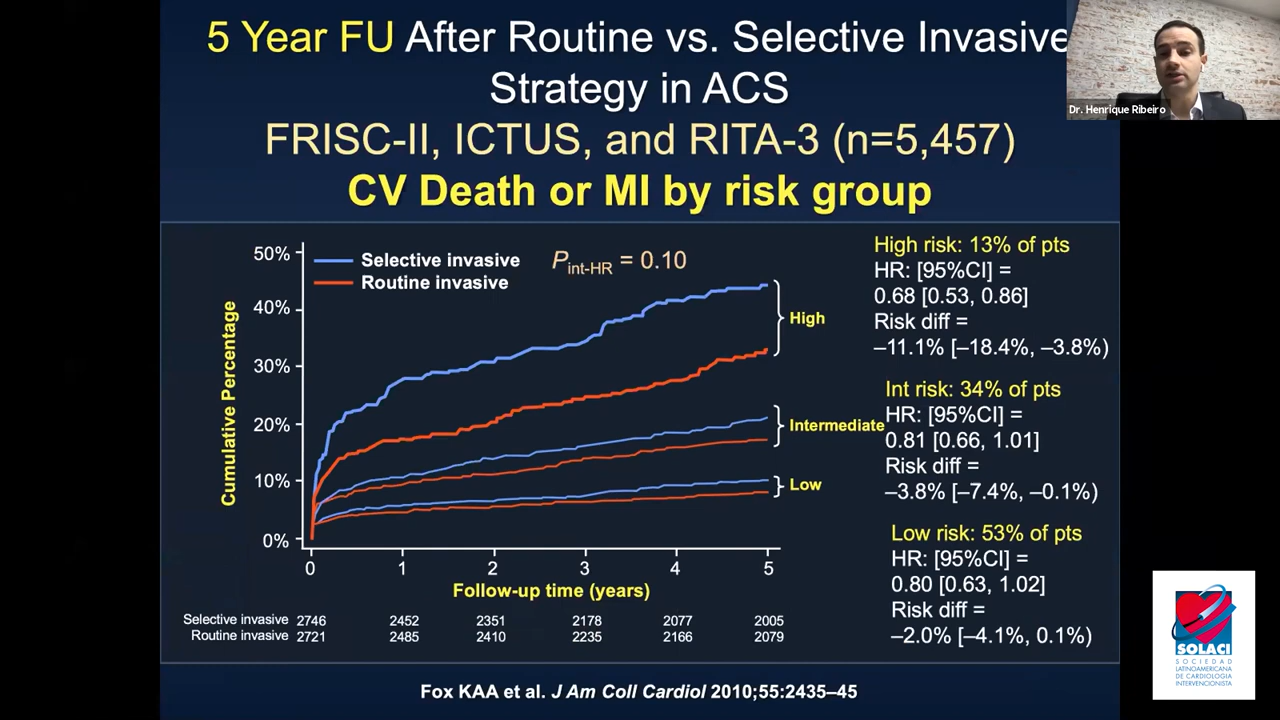 5 Year FU After Routine vs. Selective Invasive
Strategy in ACS
FRISC-II, ICTUS, and RITA-3 (n=5,457)
CV Death or MI by risk group
Dr. Henrique Ribeiro
50%
40%
30%
20%
10%
0%
Cumulative Percentage
Selective invasive
Routine invasive
Pint-HR = 0.10
High
Intermediate
Low
0 1 2 3 4 5
Follow-up time (years)
Selective invasive 2746 2452 2351 2178 2077 2005
Routine invasive 2721 2485 2410 2235 2166 2079
High risk: 13% of pts
HR: [95%CI] =
0.68 [0.53, 0.86]
Risk diff =
–11.1% [–18.4%, –3.8%)
Int risk: 34% of pts
HR: [95%CI] =
0.81 [0.66, 1.01]
Risk diff =
–3.8% [–7.4%, –0.1%)
Low risk: 53% of pts
HR: [95%CI] =
0.80 [0.63, 1.02]
Risk diff =
–2.0% [–4.1%, 0.1%)
Fox KAA et al. J Am Coll Cardiol 2010;55:2435–45
SOLACI
SOCIEDAD
LATINOAMERICANA
DE CARDIOLOGIA
INTERVENCIONISTA